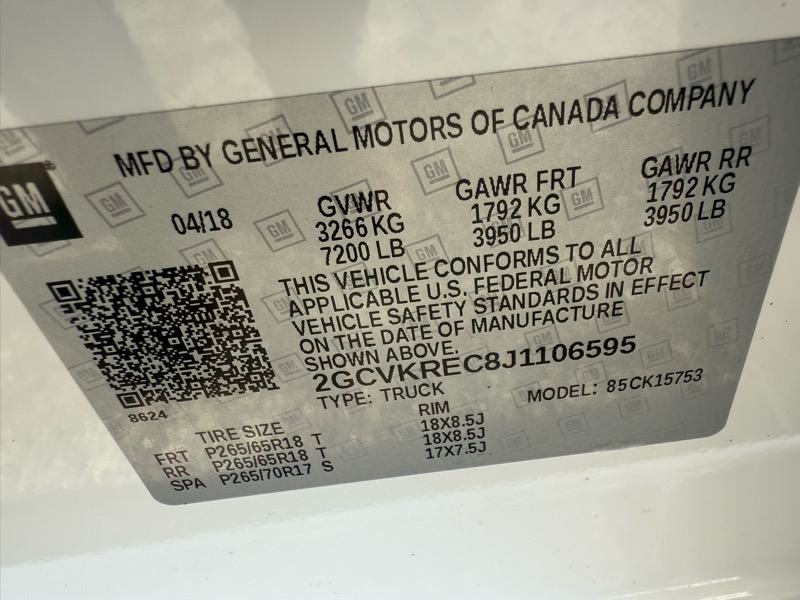 MFD BY GENERAL MOTORS OF CANADA COMPANY
GM
04/18
GVWR
3266 KG
7200 LB
GAWR FRT
1792 KG
3950 LB
GAWR RR
1792 KG
3950 LB
THIS VEHICLE CONFORMS TO ALL
APPLICABLE U.S. FEDERAL MOTOR
VEHICLE SAFETY STANDARDS IN EFFECT
ON THE DATE OF MANUFACTURE
SHOWN ABOVE.
2GCVKREC8J1106595
TYPE: TRUCK
MODEL: 85CK15753
8624
TIRE SIZE
RIM
FRT P265/65R18 T 18X8.5J
RR P265/65R18 T 18X8.5J
SPA P265/70R17 S 17X7.5J